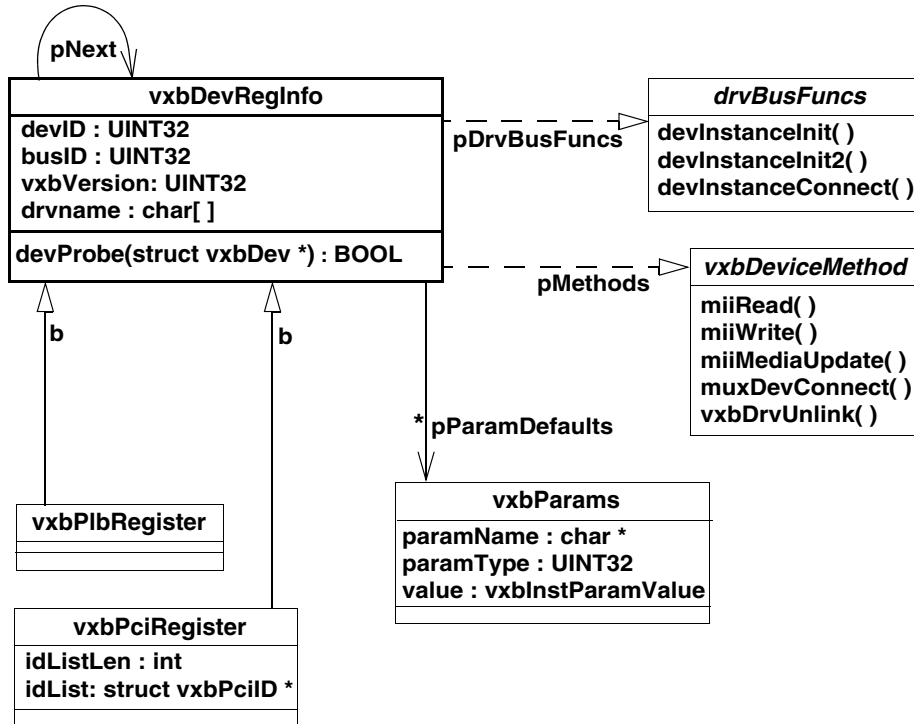 pNext
vxbDevRegInfo
devID : UINT32
busID : UINT32
vxbVersion: UINT32
drvname : char[ ]
devProbe(struct vxbDev *) : BOOL
pDrvBusFuncs
drvBusFuncs
devInstanceInit( )
devInstanceInit2( )
devInstanceConnect( )
pMethods
vxbDeviceMethod
miiRead( )
miiWrite( )
miiMediaUpdate( )
muxDevConnect( )
vxbDrvUnlink( )
b
b
* pParamDefaults
vxbParams
paramName : char *
paramType : UINT32
value : vxbInstParamValue
vxbPlbRegister
vxbPciRegister
idListLen : int
idList: struct vxbPciID *